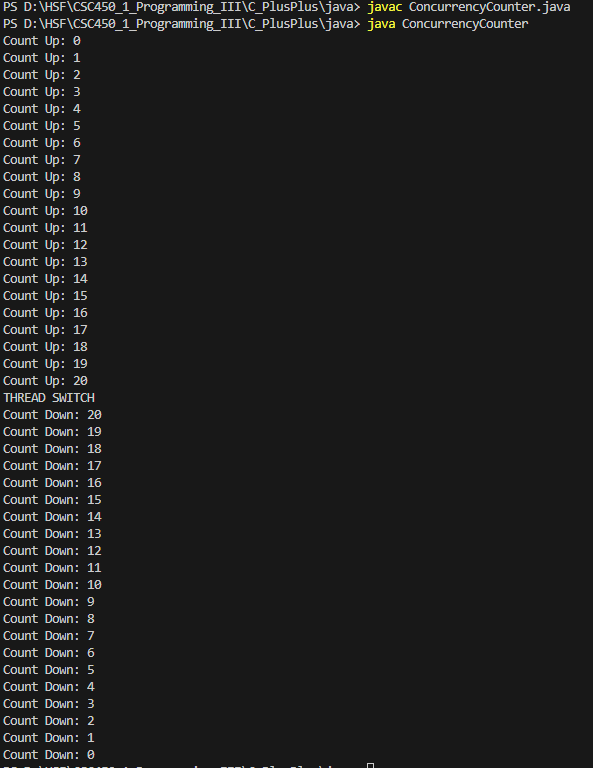 PS D:\HSF\CSC450_1_Programming_III\C_PlusPlus\java> javac ConcurrencyCounter.java
PS D:\HSF\CSC450_1_Programming_III\C_PlusPlus\java> java ConcurrencyCounter
Count Up: 0
Count Up: 1
Count Up: 2
Count Up: 3
Count Up: 4
Count Up: 5
Count Up: 6
Count Up: 7
Count Up: 8
Count Up: 9
Count Up: 10
Count Up: 11
Count Up: 12
Count Up: 13
Count Up: 14
Count Up: 15
Count Up: 16
Count Up: 17
Count Up: 18
Count Up: 19
Count Up: 20
THREAD SWITCH
Count Down: 20
Count Down: 19
Count Down: 18
Count Down: 17
Count Down: 16
Count Down: 15
Count Down: 14
Count Down: 13
Count Down: 12
Count Down: 11
Count Down: 10
Count Down: 9
Count Down: 8
Count Down: 7
Count Down: 6
Count Down: 5
Count Down: 4
Count Down: 3
Count Down: 2
Count Down: 1
Count Down: 0